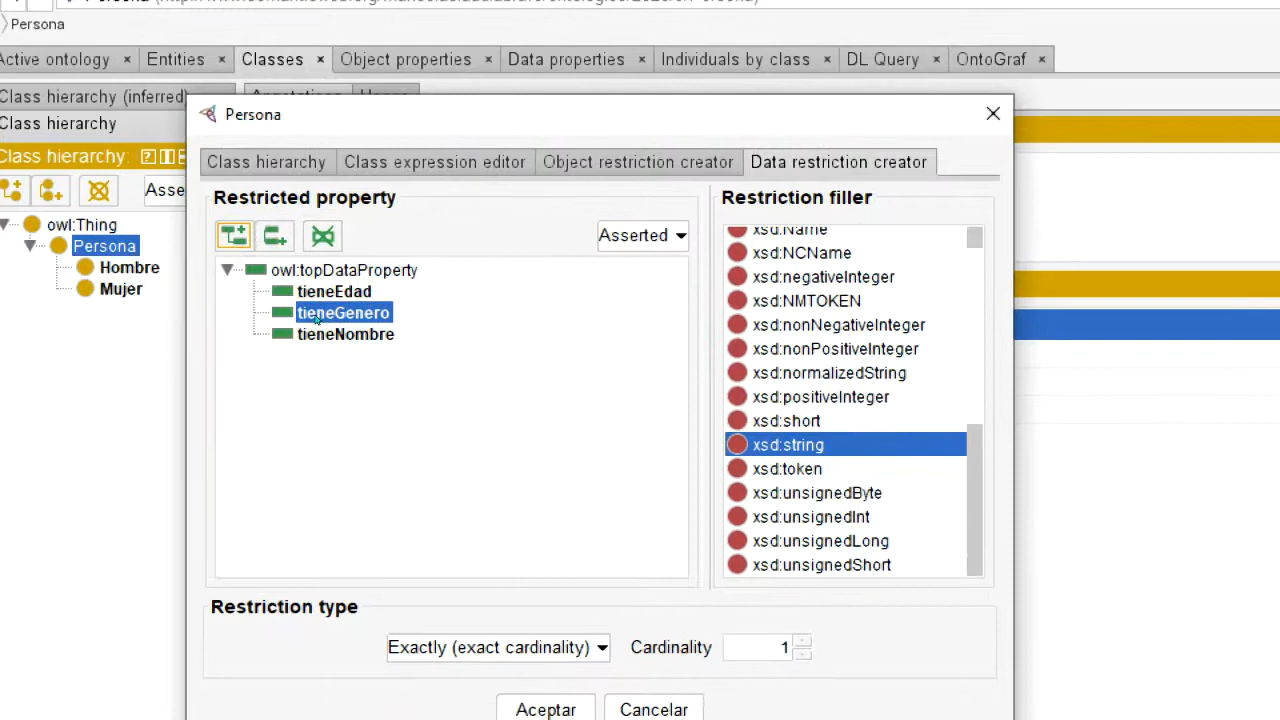 Persona
Active ontology × Entities × Classes × Object properties × Data properties × Individuals by class × DL Query × OntoGraf ×
Class hierarchy (inferred)
Class hierarchy
Class hierarchy:
Asse
owl:Thing
Persona
Hombre
Mujer
Persona
Class hierarchy Class expression editor Object restriction creator Data restriction creator
Restricted property
Asserted
owl:topDataProperty
tieneEdad
tieneGenero
tieneNombre
Restriction filler
xsd:Name
xsd:NCName
xsd:negativeInteger
xsd:NMTOKEN
xsd:nonNegativeInteger
xsd:nonPositiveInteger
xsd:normalizedString
xsd:positiveInteger
xsd:short
xsd:string
xsd:token
xsd:unsignedByte
xsd:unsignedInt
xsd:unsignedLong
xsd:unsignedShort
Restriction type
Exactly (exact cardinality) Cardinality 1
Aceptar Cancelar